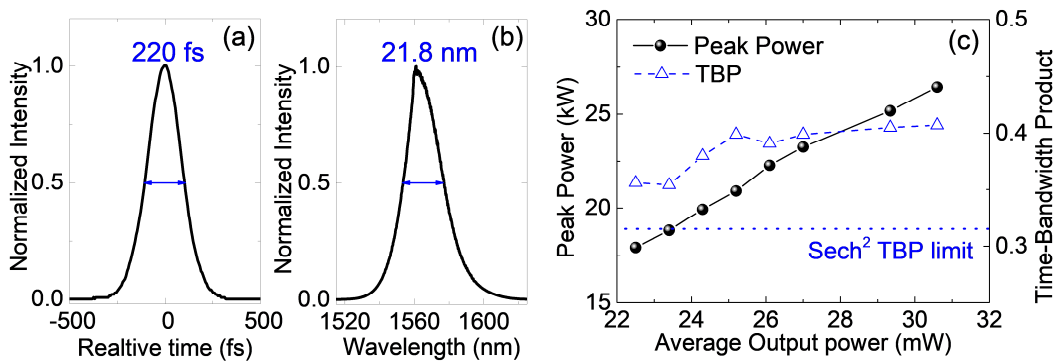 (a)
220 fs
Normalized Intensity
1.0
0.5
0.0
-500
0
500
Realtive time (fs)
(b)
21.8 nm
Normalized Intensity
1.0
0.5
0.0
1520
1560
1600
Wavelength (nm)
(c)
Peak Power
TBP
Peak Power (kW)
30
25
20
15
Time-Bandwidth Product
0.5
0.4
0.3
Sech² TBP limit
22
24
26
28
30
32
Average Output power (mW)